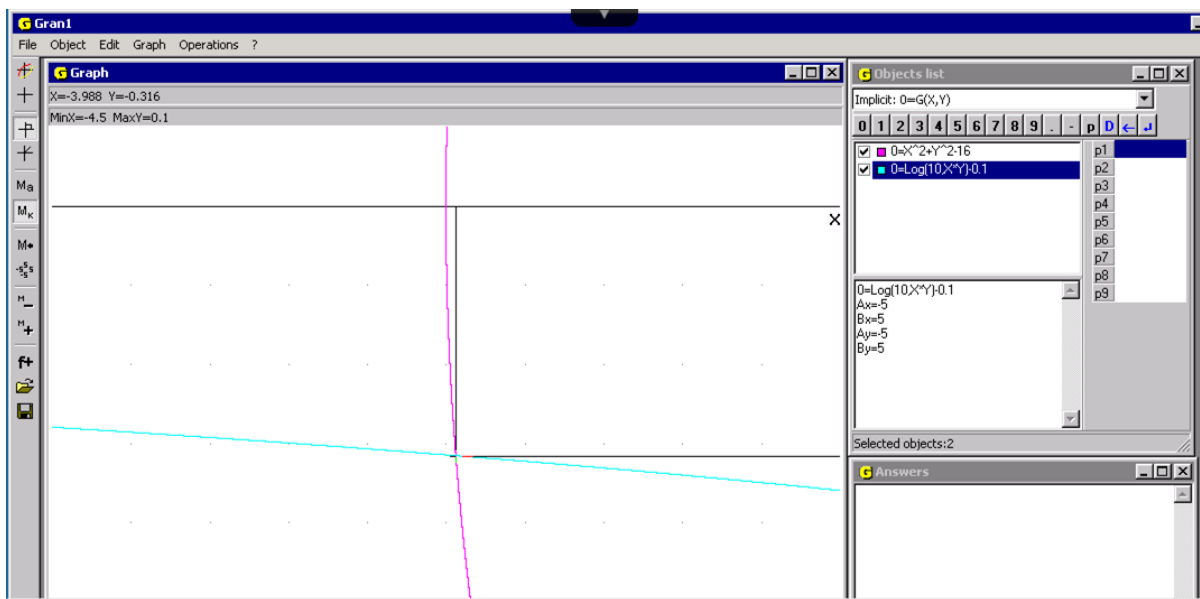 Gran1
File Object Edit Graph Operations ?
Graph
X=-3.988 Y=-0.316
MinX=-4.5 MaxY=0.1
X
Ma
Mк
M
-s s s s
M
M+
f+
Objects list
Implicit: 0=G(X,Y)
0 1 2 3 4 5 6 7 8 9 . - p D ← ↲
0=X^2+Y^2-16
0=Log(10,X*Y)-0.1
p1
p2
p3
p4
p5
p6
p7
p8
p9
0=Log(10,X*Y)-0.1
Ax=-5
Bx=5
Ay=-5
By=5
Selected objects:2
Answers